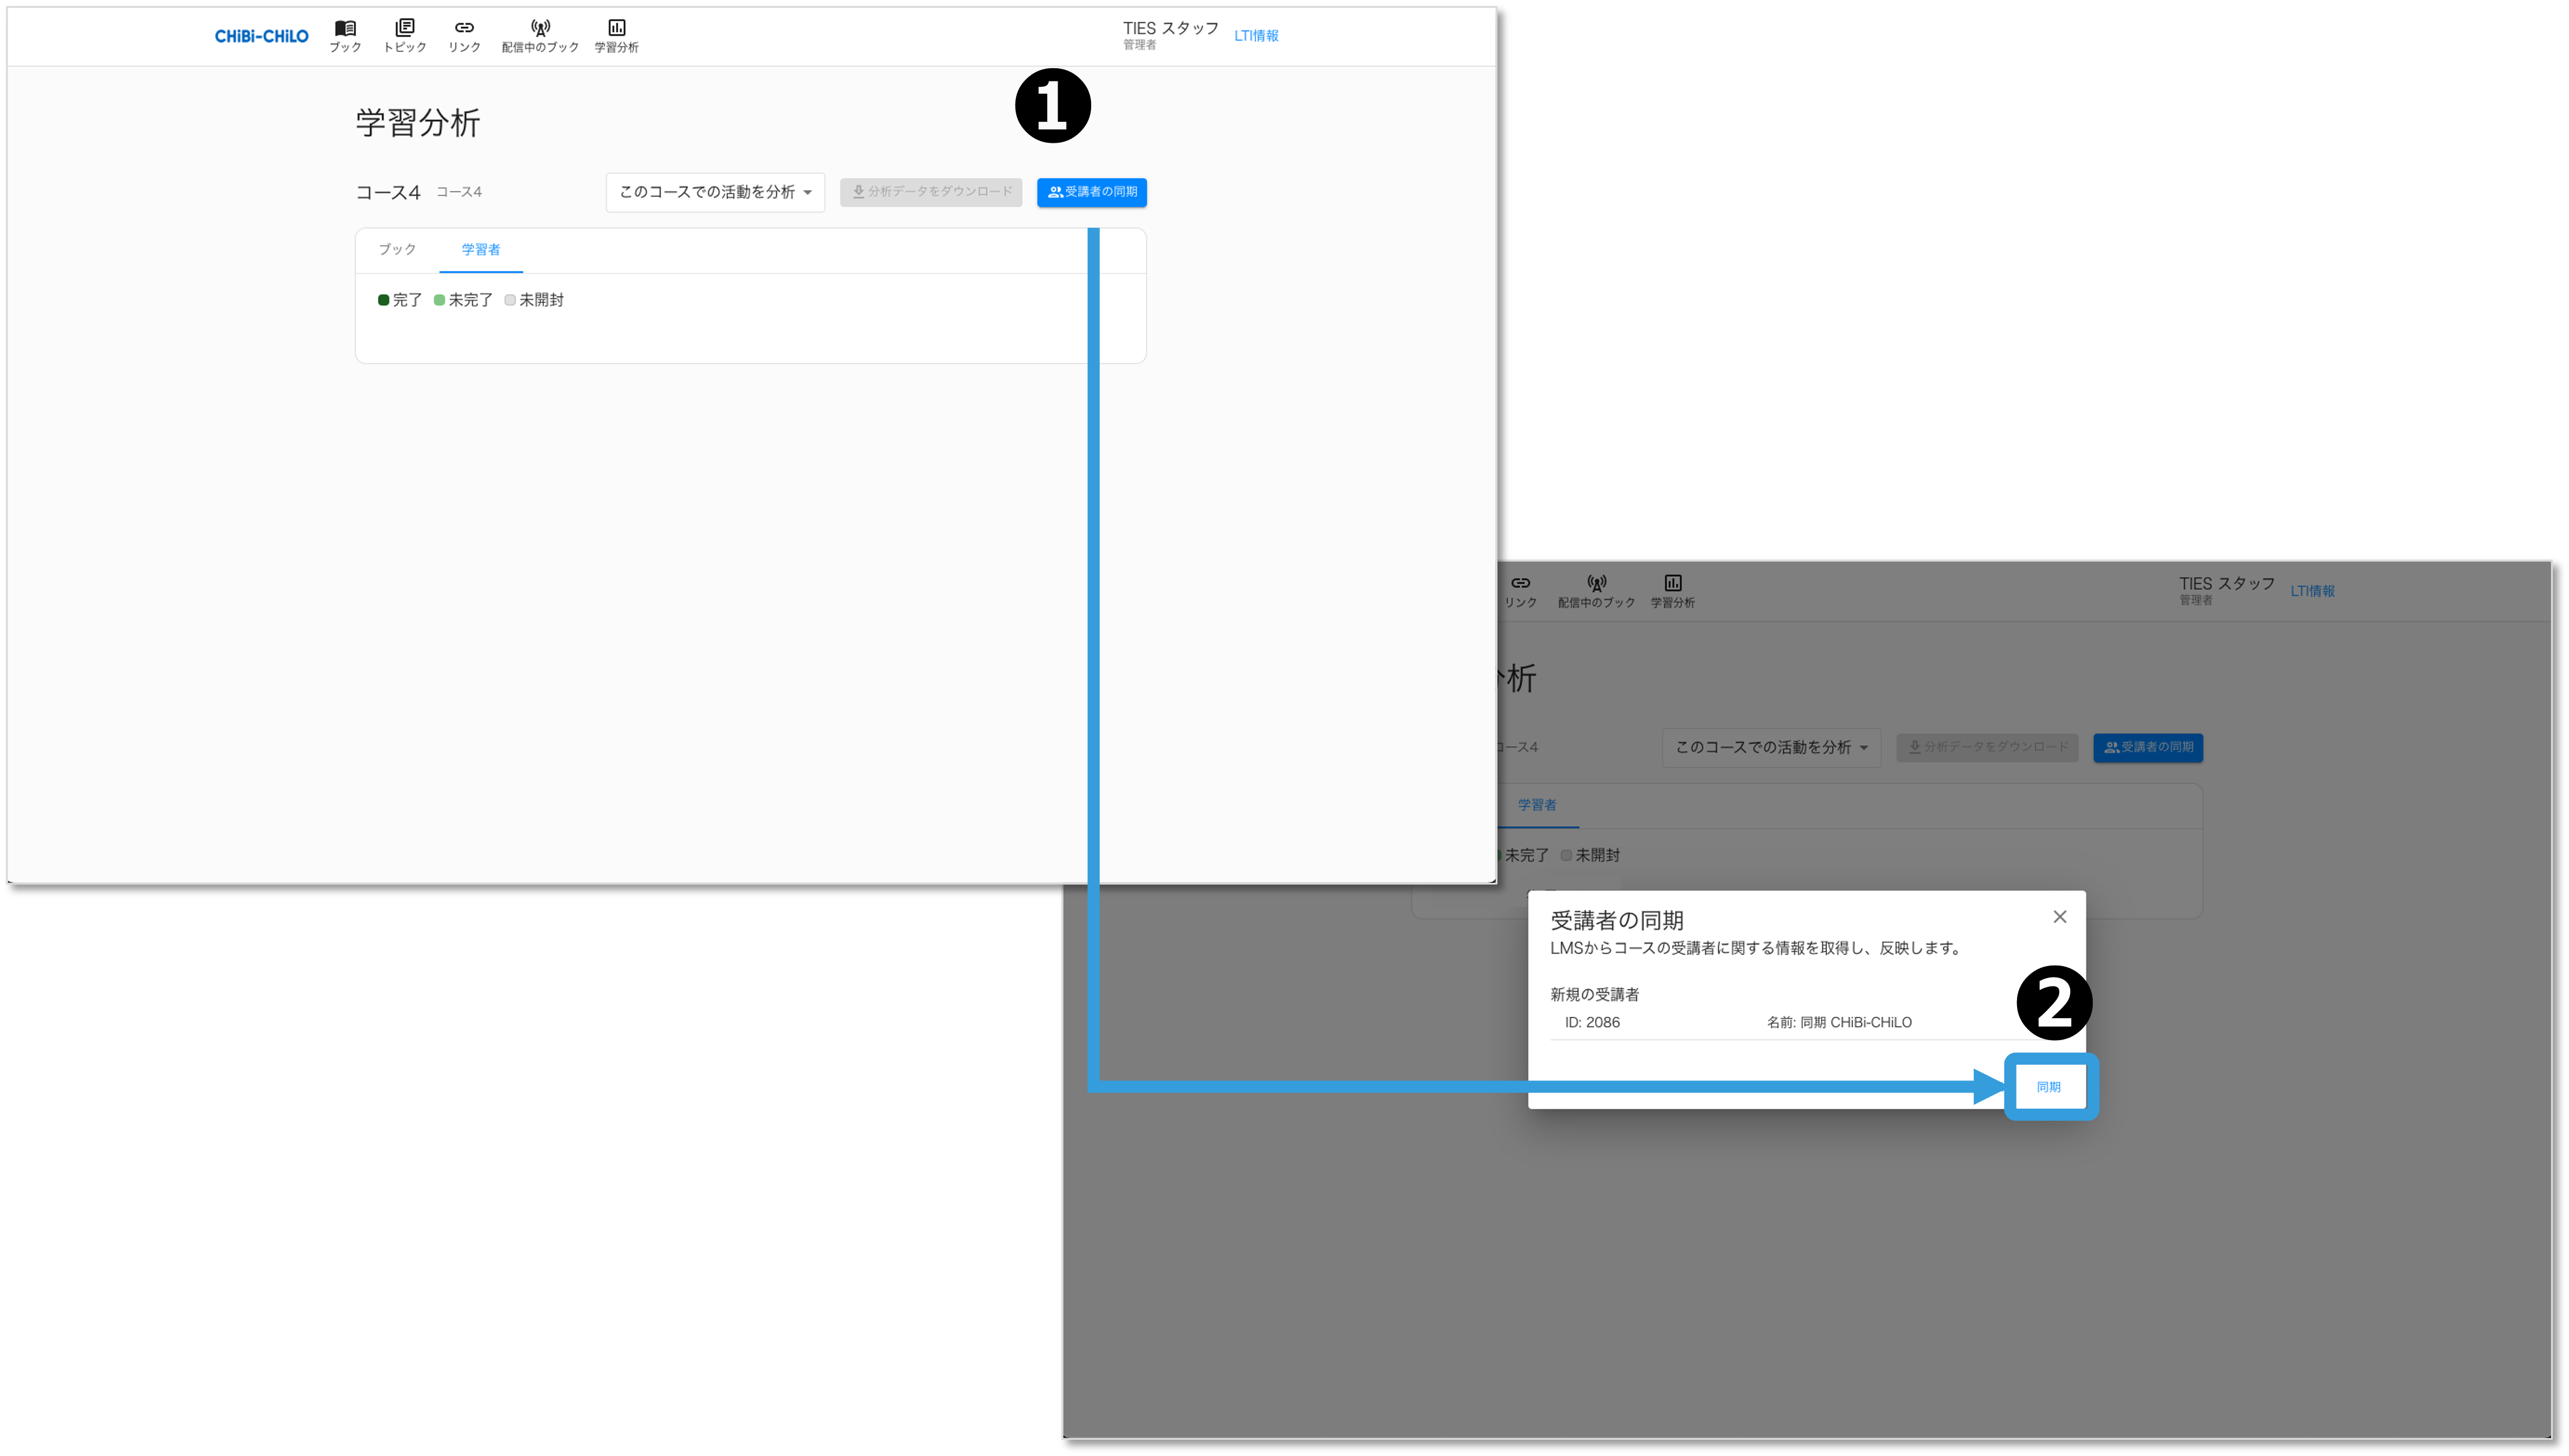 CHiBi-CHiLO ブック トピック リンク 配信中のブック 学習分析 TIES スタッフ 管理者 LTI情報
1
学習分析
コース4 コース4 このコースでの活動を分析 分析データをダウンロード 受講者の同期
ブック 学習者
完了 未完了 未開封
リンク 配信中のブック 学習分析 TIES スタッフ 管理者 LTI情報
析
コース4 このコースでの活動を分析 分析データをダウンロード 受講者の同期
学習者
未完了 未開封
受講者の同期
LMSからコースの受講者に関する情報を取得し、反映します。
新規の受講者
2
ID: 2086 名前: 同期 CHiBi-CHiLO
同期